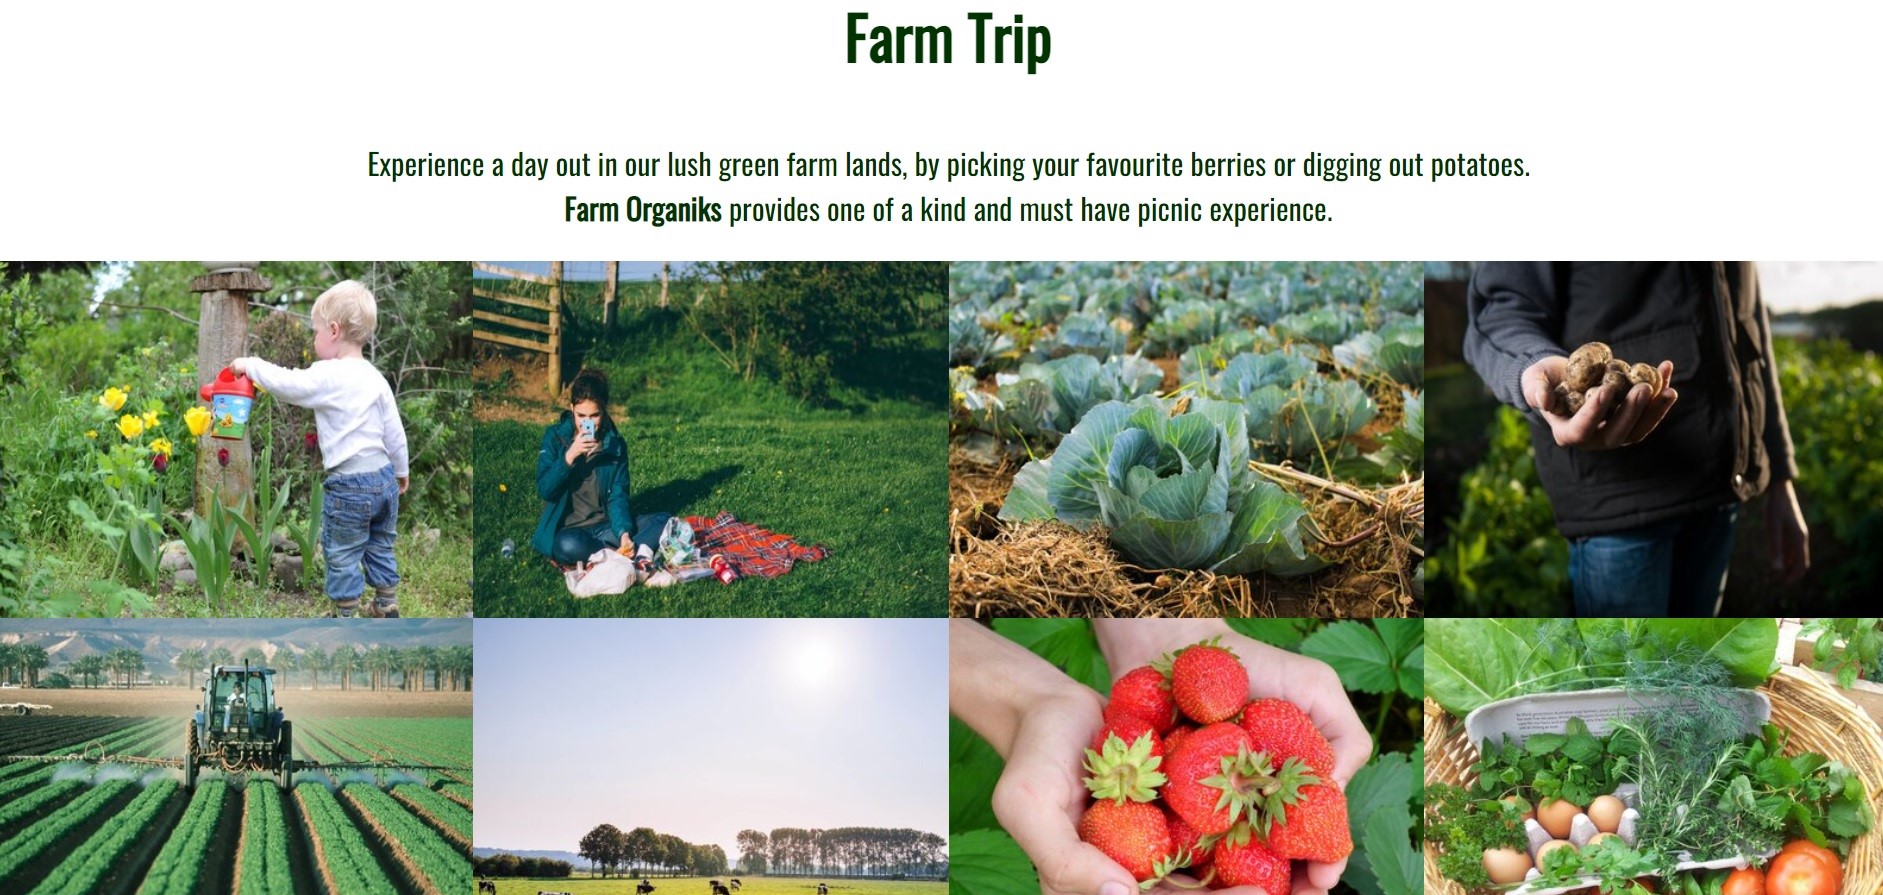 Farm Trip
Experience a day out in our lush green farm lands, by picking your favourite berries or digging out potatoes.
Farm Organiks provides one of a kind and must have picnic experience.